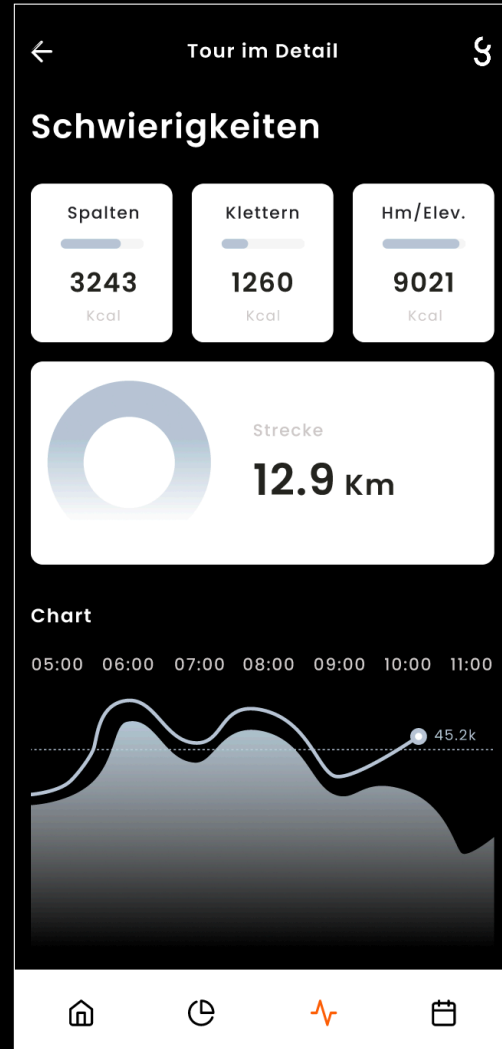 Tour im Detail
Schwierigkeiten
Spalten
3243
Kcal
Klettern
1260
Kcal
Hm/Elev.
9021
Kcal
Strecke
12.9 Km
Chart
05:00 06:00 07:00 08:00 09:00 10:00 11:00
45.2k